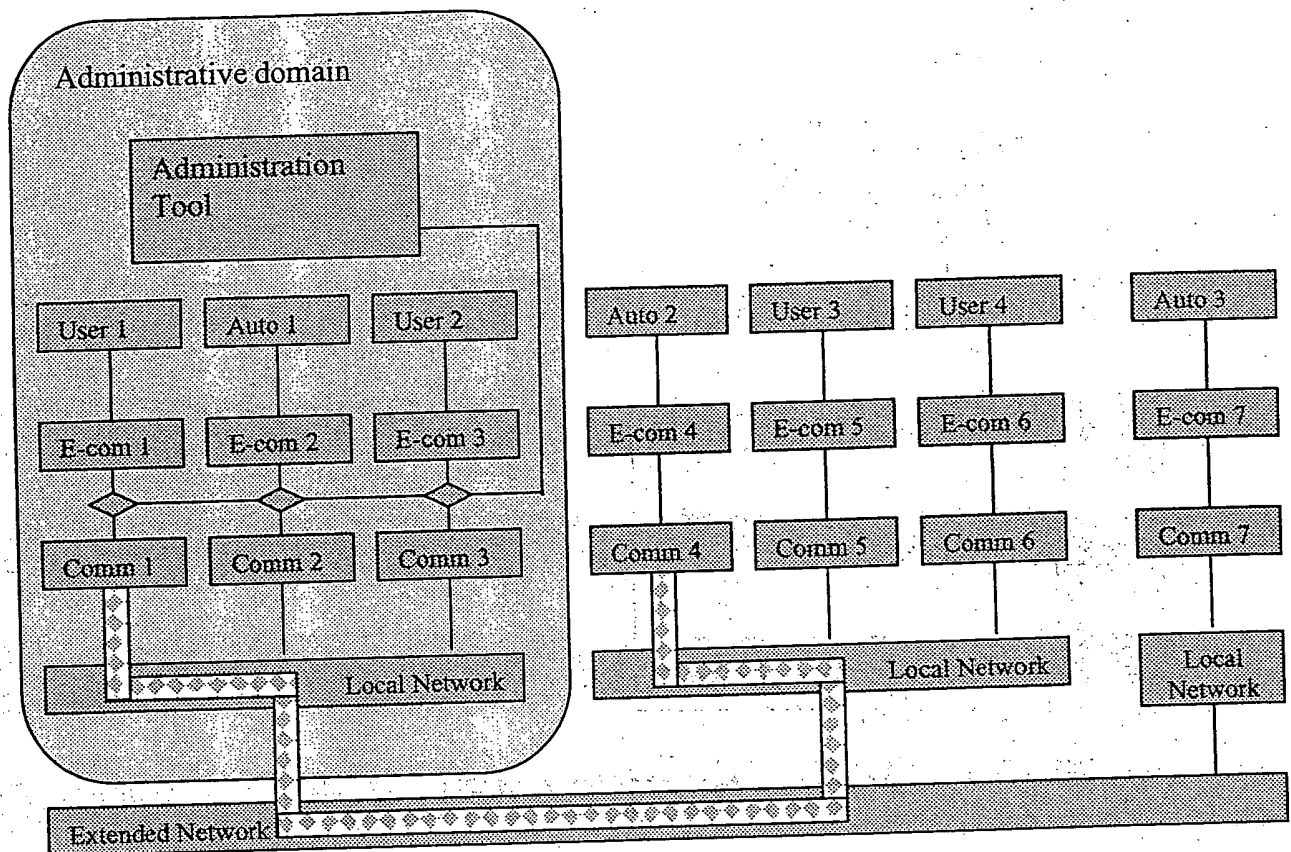 Administrative domain
Administration
Tool
User 1
Auto 1
User 2
Auto 2
User 3
User 4
Auto 3
E-com 1
E-com 2
E-com 3
E-com 4
E-com 5
E-com 6
E-com 7
Comm 1
Comm 2
Comm 3
Comm 4
Comm 5
Comm 6
Comm 7
Local Network
Local Network
Local
Network
Extended Network